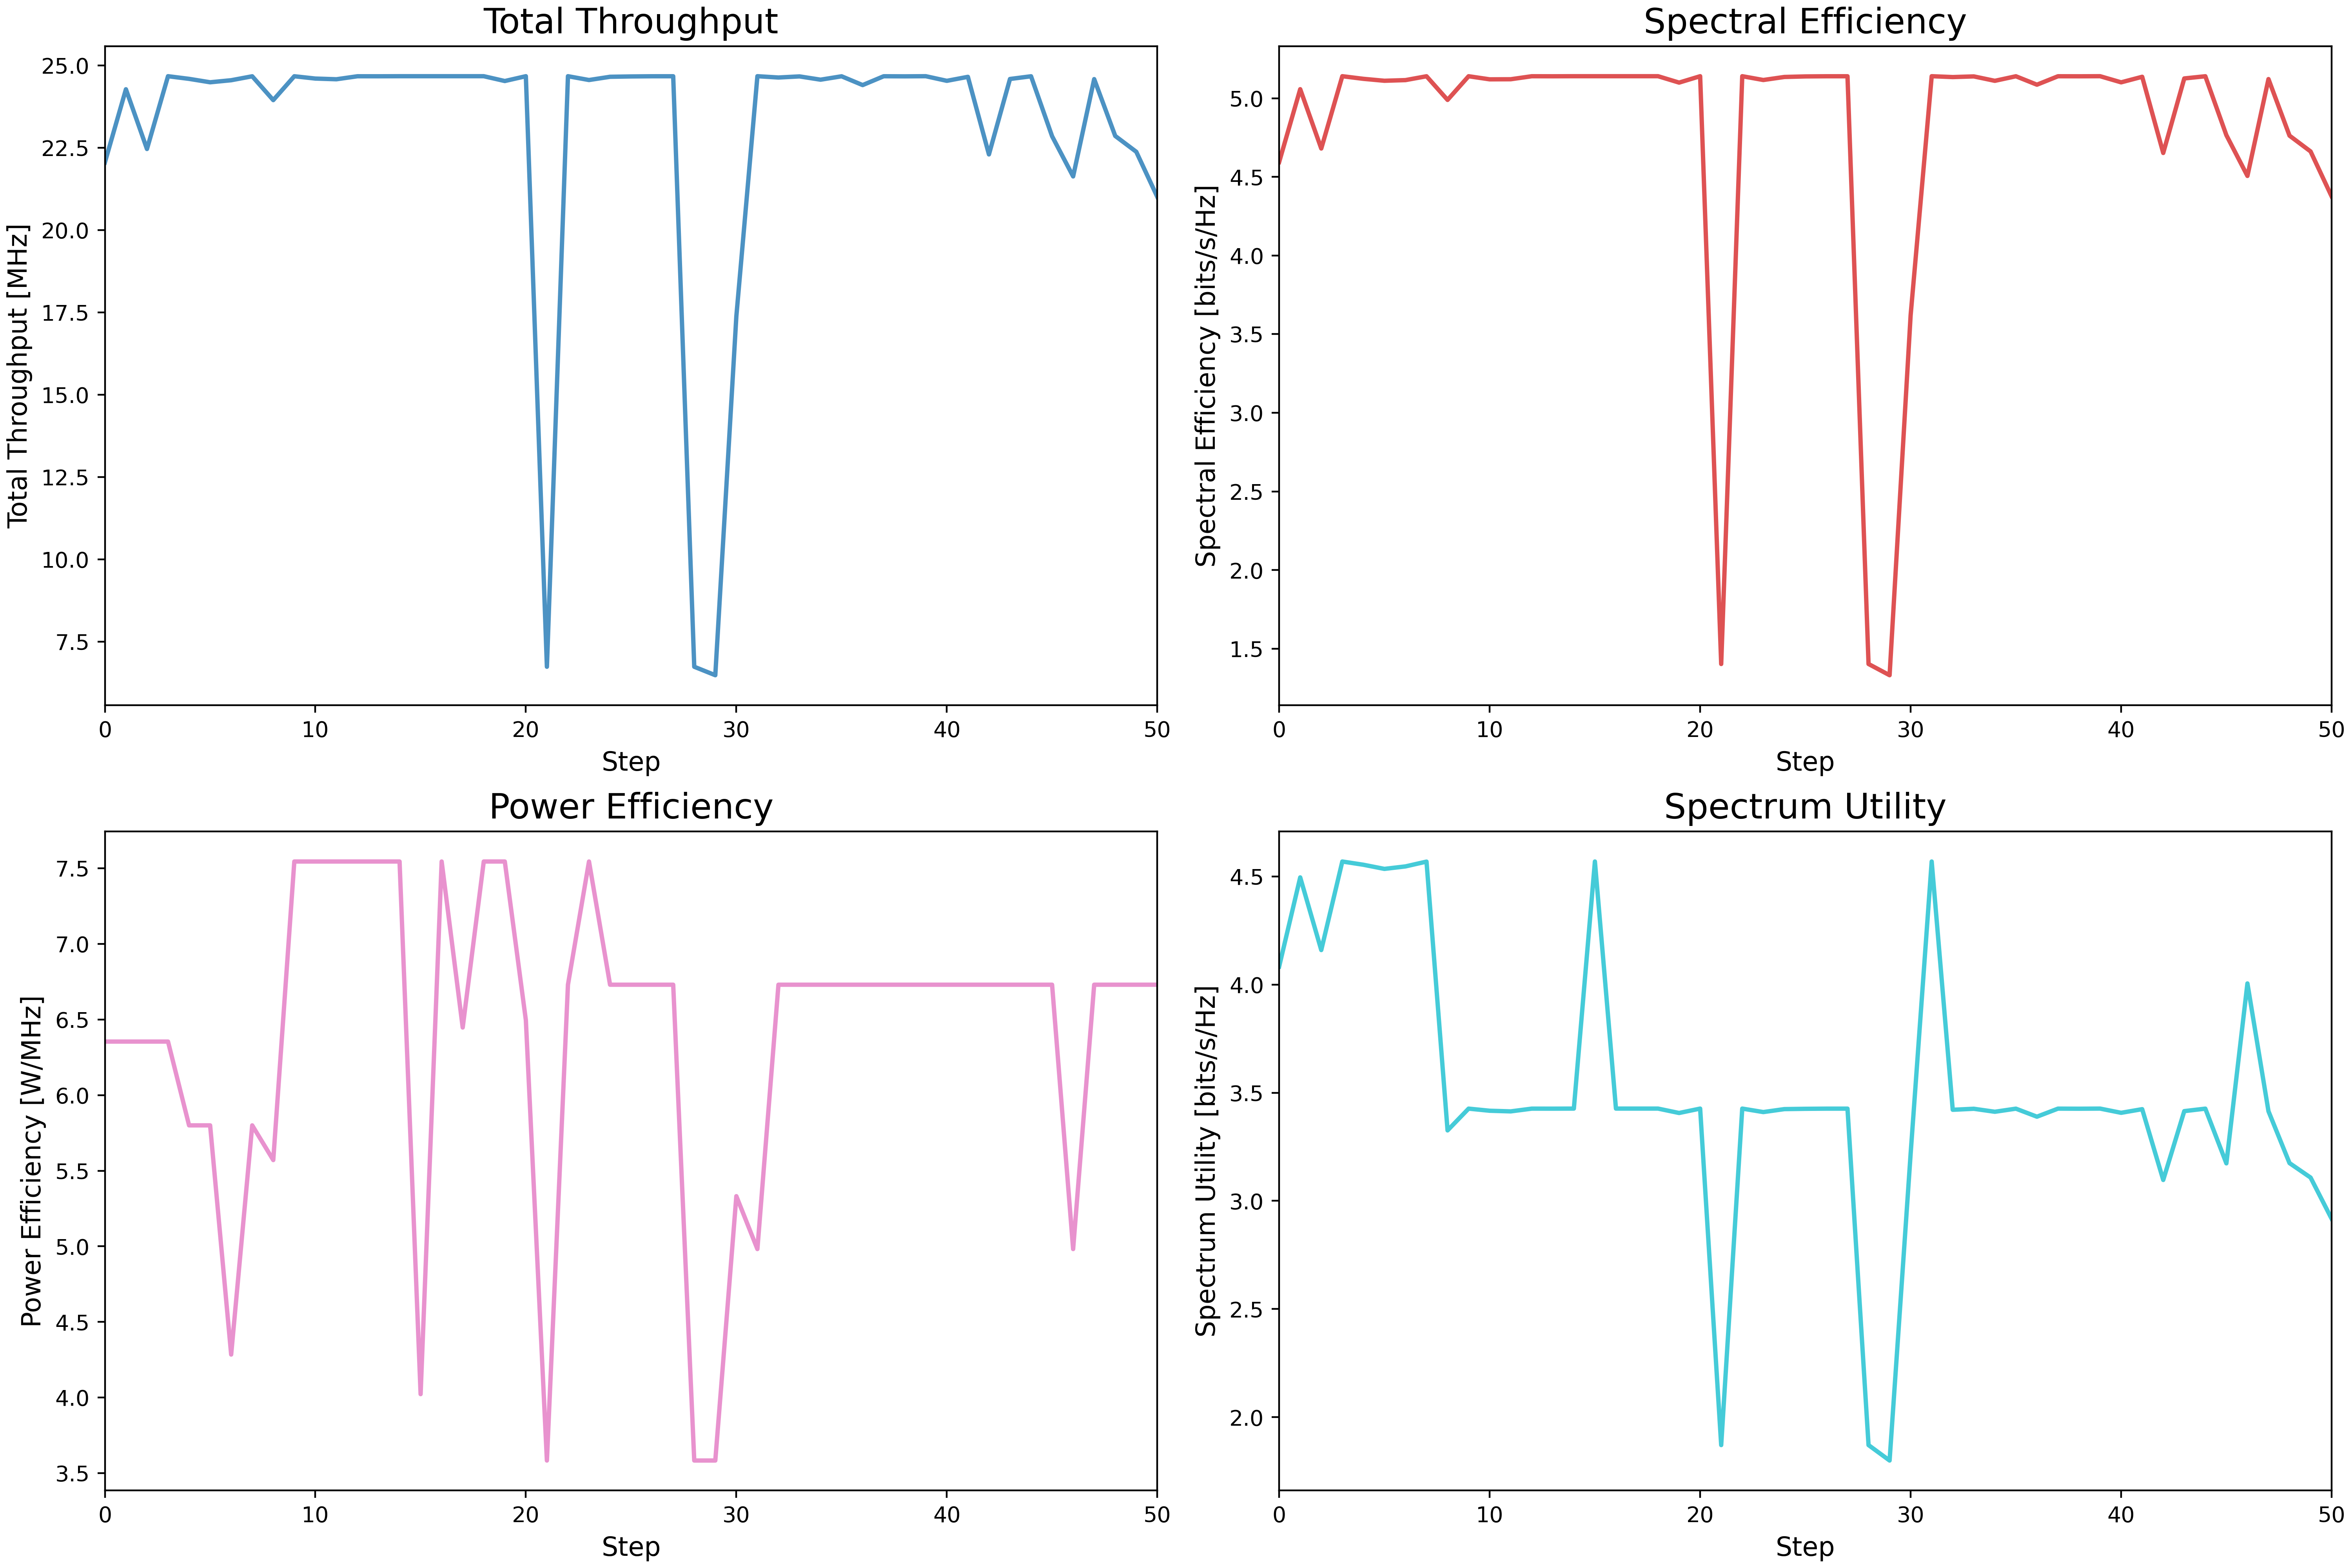 Total Throughput
Total Throughput [MHz]
25.0
22.5
20.0
17.5
15.0
12.5
10.0
7.5
0 10 20 30 40 50
Step
Spectral Efficiency
Spectral Efficiency [bits/s/Hz]
5.0
4.5
4.0
3.5
3.0
2.5
2.0
1.5
0 10 20 30 40 50
Step
Power Efficiency
Power Efficiency [W/MHz]
7.5
7.0
6.5
6.0
5.5
5.0
4.5
4.0
3.5
0 10 20 30 40 50
Step
Spectrum Utility
Spectrum Utility [bits/s/Hz]
4.5
4.0
3.5
3.0
2.5
2.0
0 10 20 30 40 50
Step